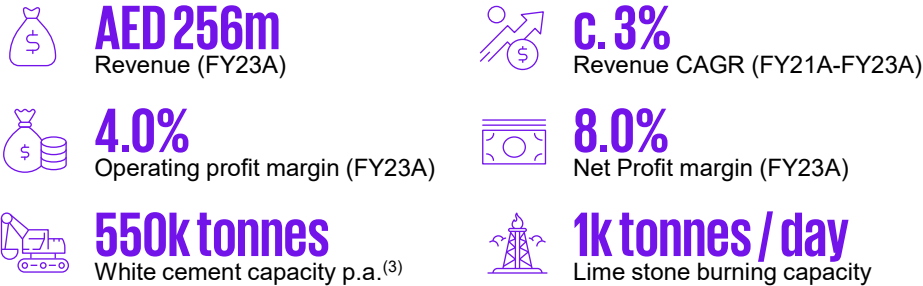 AED 256m
Revenue (FY23A)
c. 3%
Revenue CAGR (FY21A-FY23A)
4.0%
Operating profit margin (FY23A)
8.0%
Net Profit margin (FY23A)
550k tonnes
White cement capacity p.a.(3)
1k tonnes / day
Lime stone burning capacity